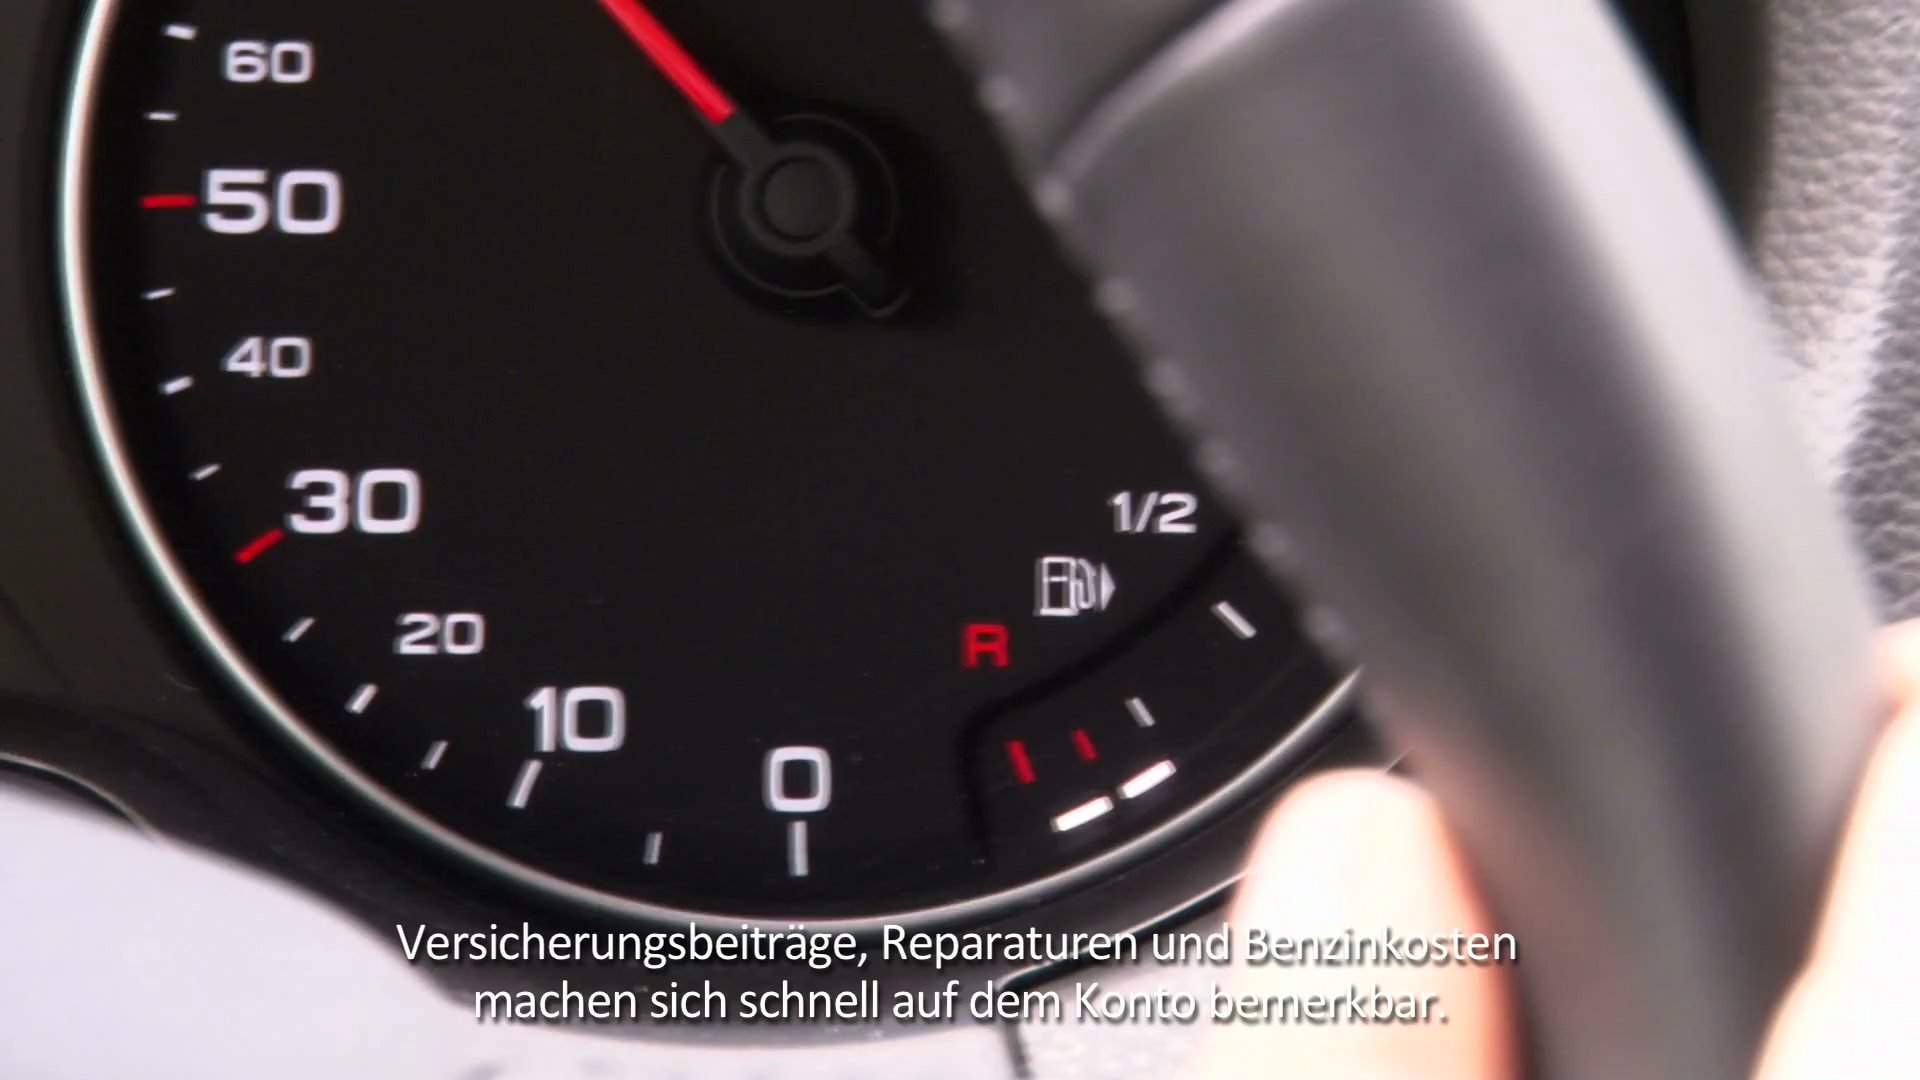 60
50
40
30
20
10
0
1/2
R
Versicherungsbeiträge, Reparaturen und Benzinkosten
machen sich schnell auf dem Konto bemerkbar.